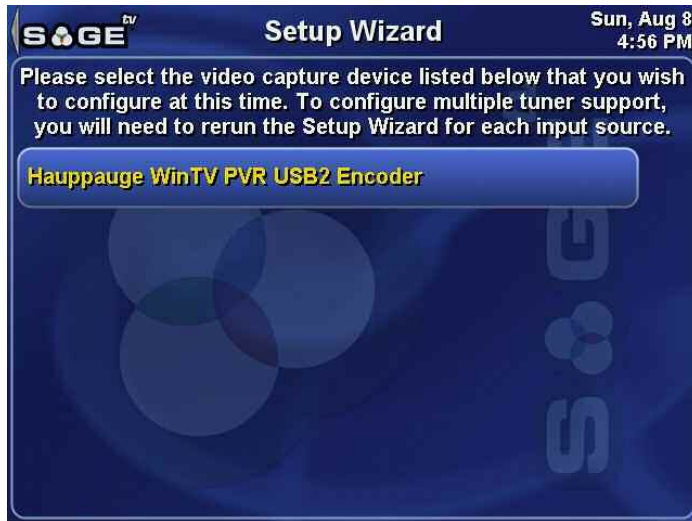 SAGE tv
Setup Wizard
Sun, Aug 8
4:56 PM
Please select the video capture device listed below that you wish
to configure at this time. To configure multiple tuner support,
you will need to rerun the Setup Wizard for each input source.
Hauppauge WinTV PVR USB2 Encoder
SAGE